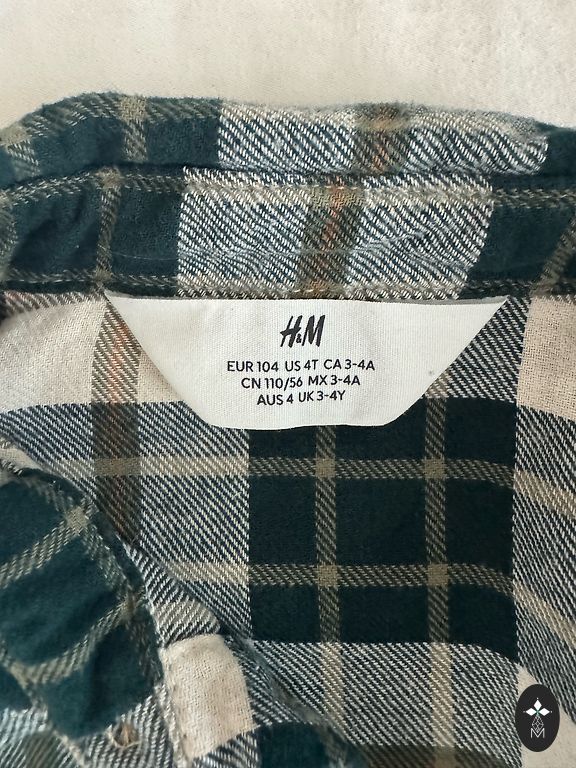 H&M
EUR 104 US 4T CA 3-4A
CN 110/56 MX 3-4A
AUS 4 UK 3-4Y
M